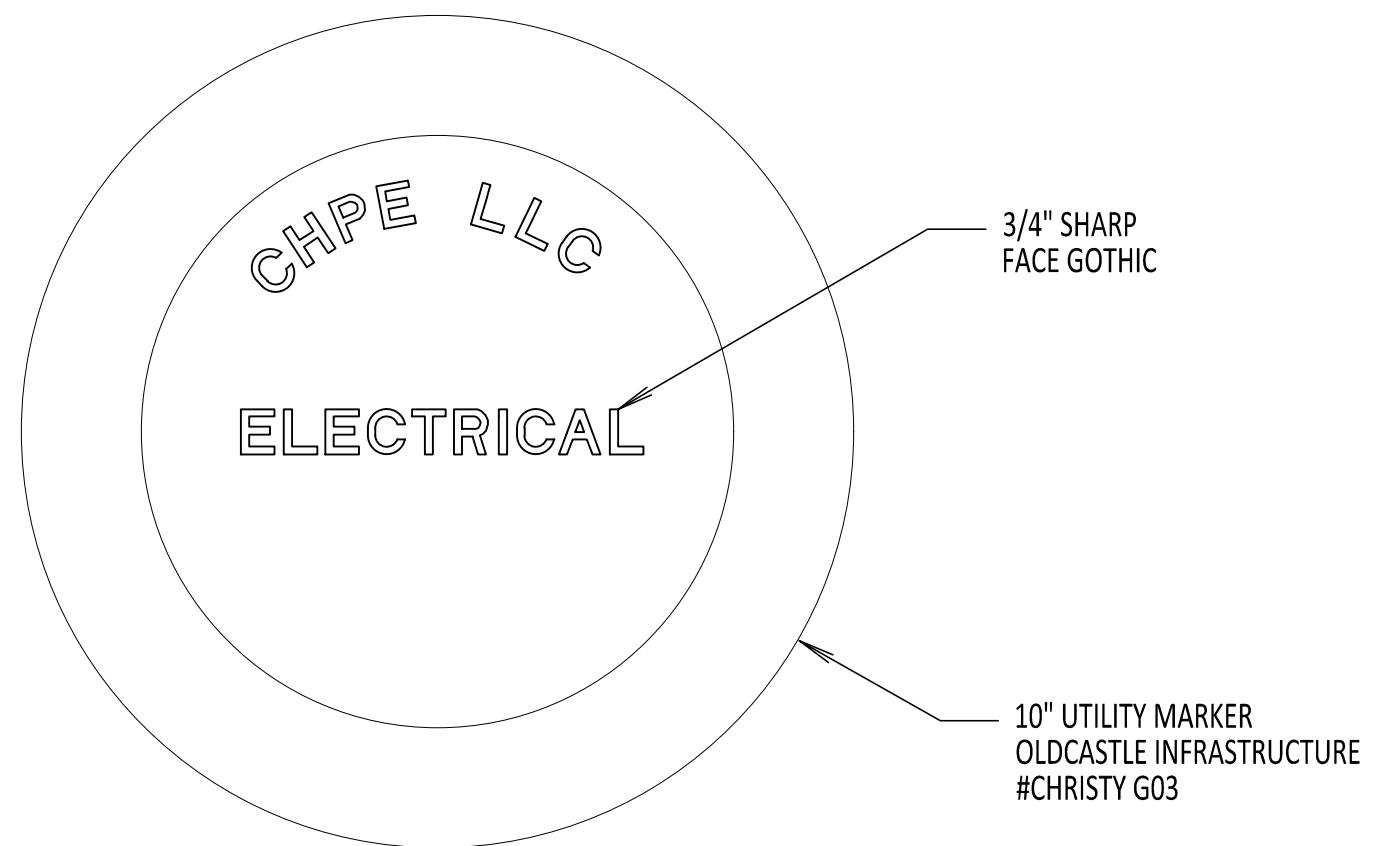 CHPE LLC
ELECTRICAL
3/4" SHARP
FACE GOTHIC
10" UTILITY MARKER
OLDCASTLE INFRASTRUCTURE
#CHRISTY G03